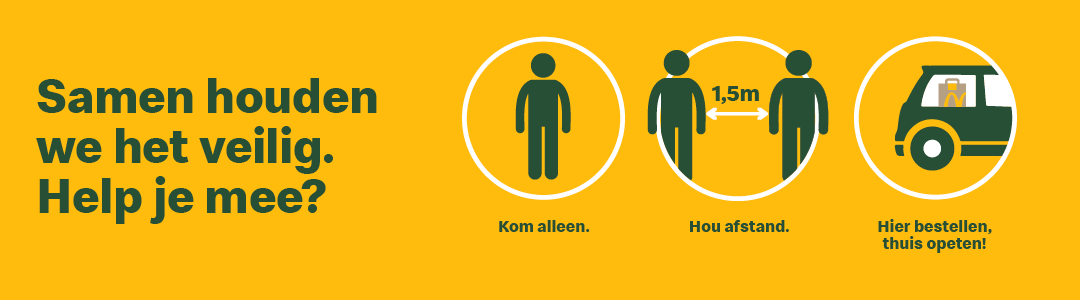 Samen houden
we het veilig.
Help je mee?
1,5m
Kom alleen.
Hou afstand.
Hier bestellen,
thuis opeten!